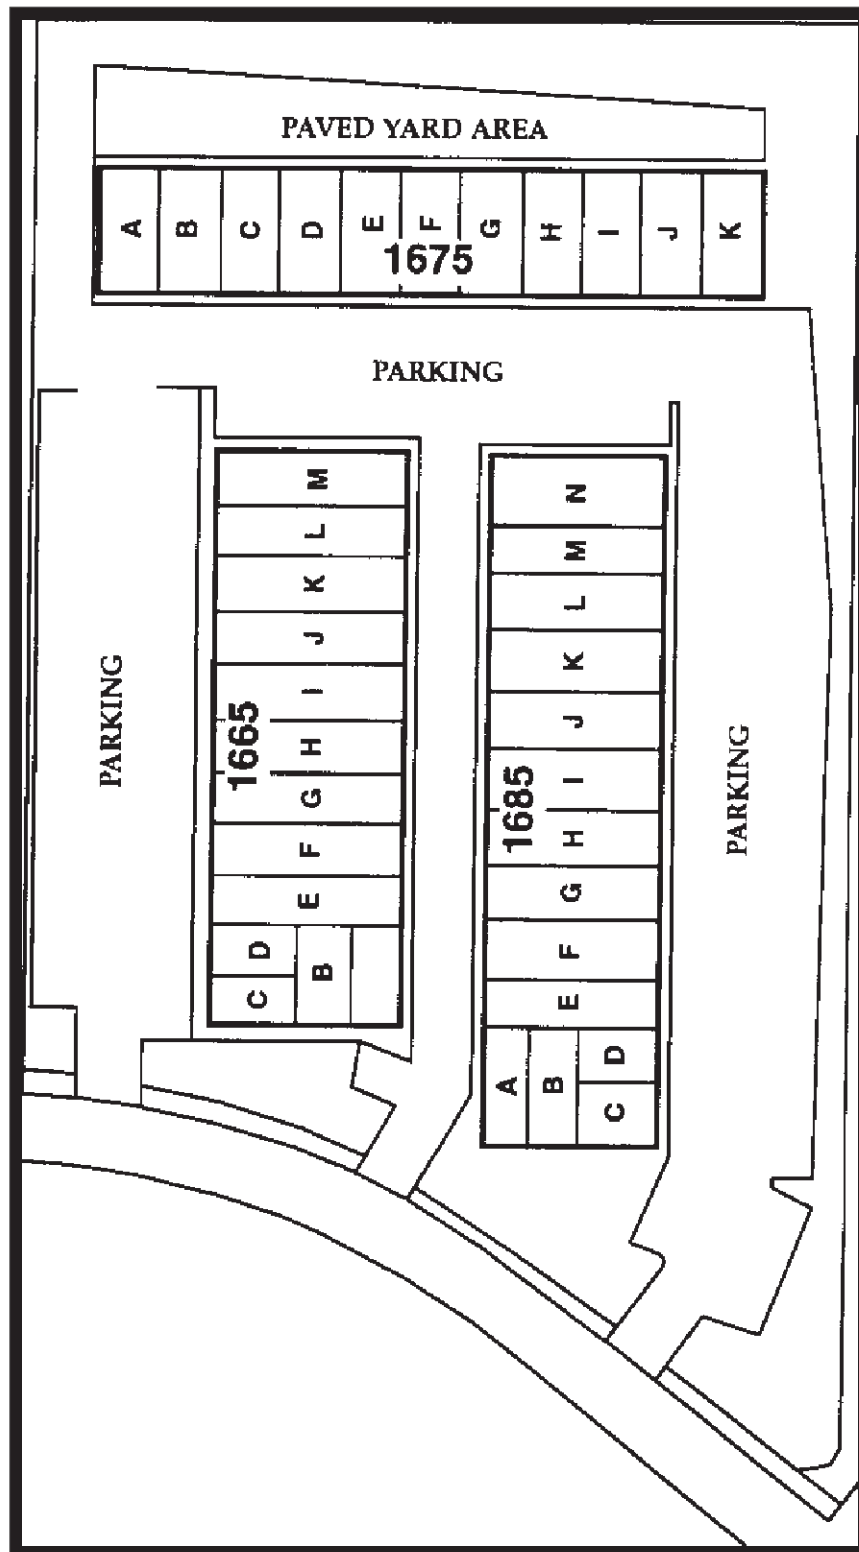 PAVED YARD AREA
A B C D E F G H I J K
1675
PARKING
M
L
K
J
I
H
G
F
E
D
C
B
1665
PARKING
N
M
L
K
J
I
H
G
F
E
D
C
B
A
1685
PARKING